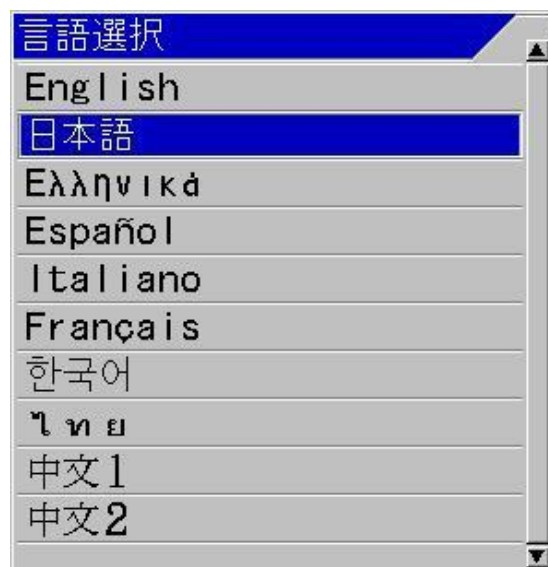 言語選択
English
日本語
Ελληνικά
Español
Italiano
Français
한국어
ไทย
中文1
中文2